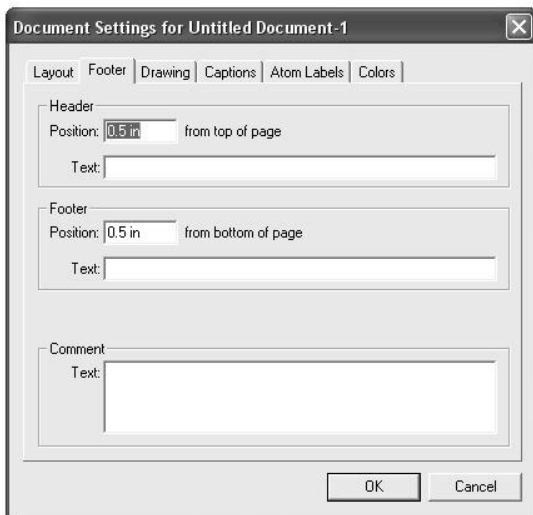 Document Settings for Untitled Document-1
Layout Footer Drawing Captions Atom Labels Colors
Header
Position: 0.5 in from top of page
Text:
Footer
Position: 0.5 in from bottom of page
Text:
Comment
Text:
OK Cancel